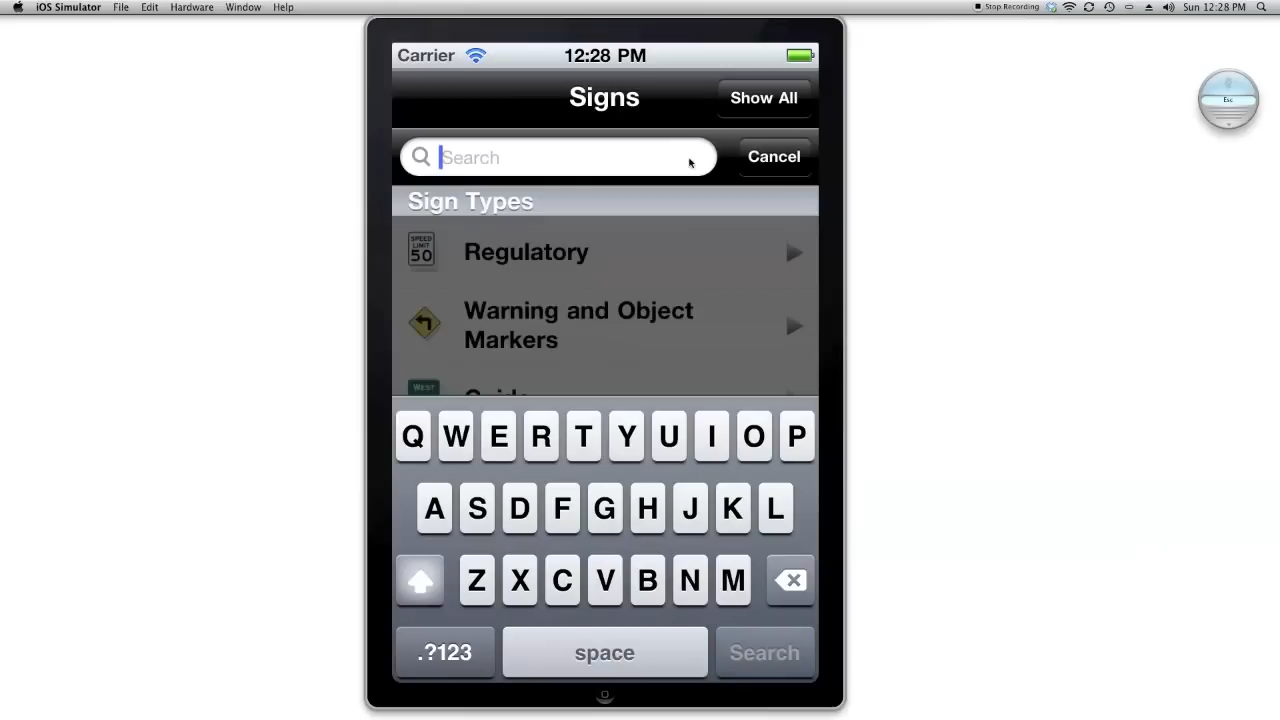 iOS Simulator File Edit Hardware Window Help Stop Recording Sun 12:28 PM
Esc
Carrier 12:28 PM
Signs Show All
Search Cancel
Sign Types
SPEED
LIMIT
50
Regulatory
Warning and Object
Markers
WEST
Q W E R T Y U I O P
A S D F G H J K L
Z X C V B N M
.?123 space Search